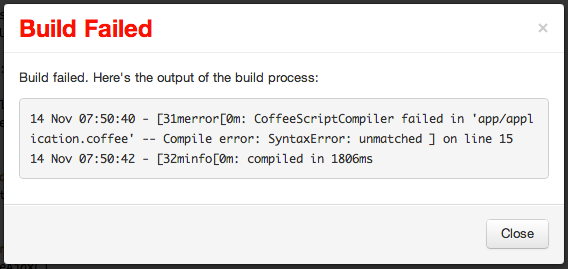 Build Failed
×
Build failed. Here's the output of the build process:
14 Nov 07:50:40 - [31merror[0m: CoffeeScriptCompiler failed in 'app/appl
ication.coffee' -- Compile error: SyntaxError: unmatched ] on line 15
14 Nov 07:50:42 - [32minfo[0m: compiled in 1806ms
Close